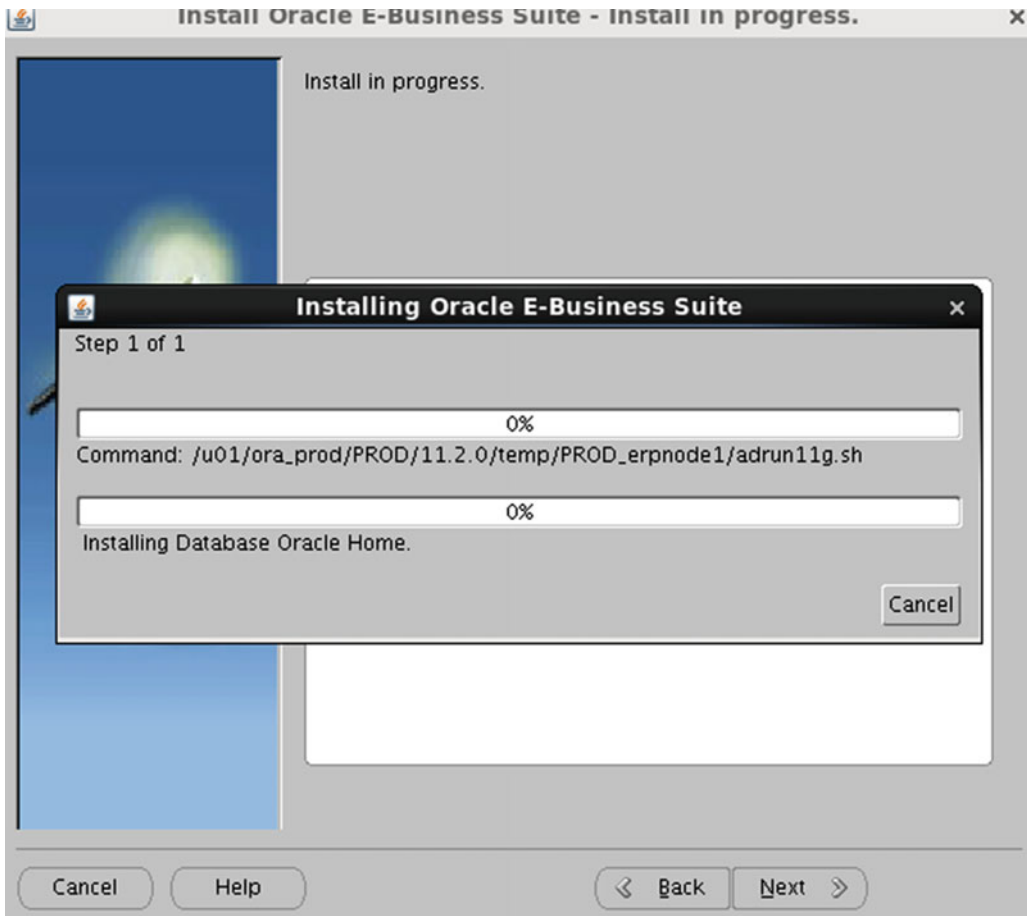 Install Oracle E-Business Suite - Install in progress.
Install in progress.
Installing Oracle E-Business Suite
Step 1 of 1
0%
Command: /u01/ora_prod/PROD/11.2.0/temp/PROD_erpnode1/adrun11g.sh
0%
Installing Database Oracle Home.
Cancel
Cancel Help Back Next